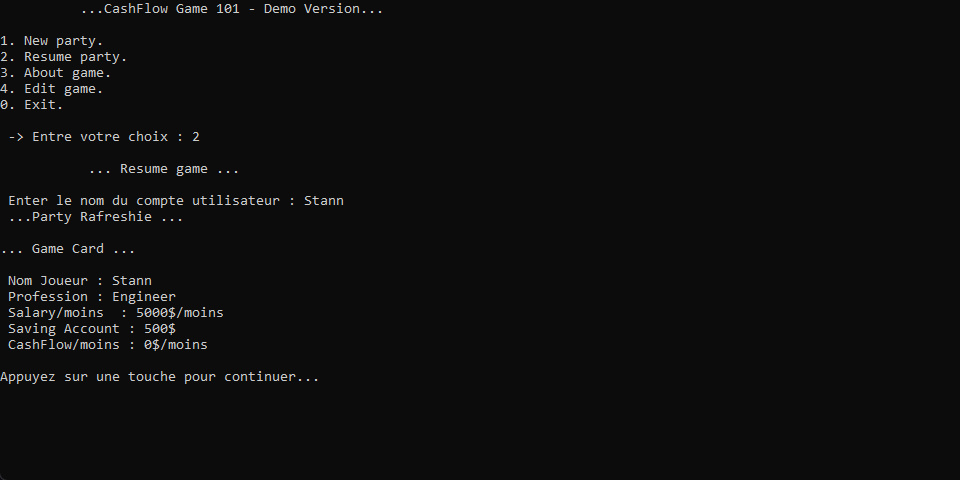 ...CashFlow Game 101 - Demo Version...
1. New party.
2. Resume party.
3. About game.
4. Edit game.
0. Exit.
-> Entre votre choix : 2
... Resume game ...
Enter le nom du compte utilisateur : Stann
...Party Rafreshie ...
... Game Card ...
Nom Joueur : Stann
Profession : Engineer
Salary/moins  : 5000$/moins
Saving Account : 500$
CashFlow/moins : 0$/moins
Appuyez sur une touche pour continuer...